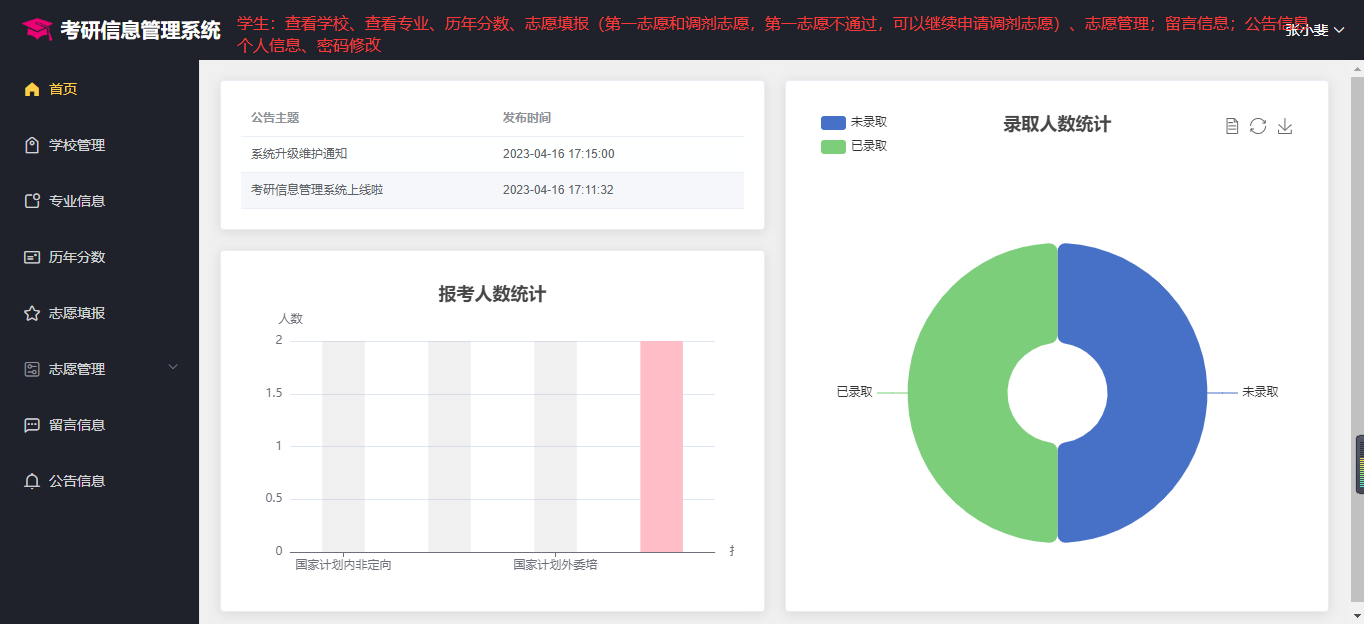 考研信息管理系统
学生：查看学校、查看专业、历年分数、志愿填报（第一志愿和调剂志愿，第一志愿不通过，可以继续申请调剂志愿）、志愿管理；留言信息；公告信息
个人信息、密码修改
张小斐
首页
学校管理
专业信息
历年分数
志愿填报
志愿管理
留言信息
公告信息
公告主题 发布时间
系统升级维护通知 2023-04-16 17:15:00
考研信息管理系统上线啦 2023-04-16 17:11:32
报考人数统计
人数
2
1.5
1
0.5
0
国家计划内非定向 国家计划外委培
录取人数统计
未录取
已录取
已录取 未录取